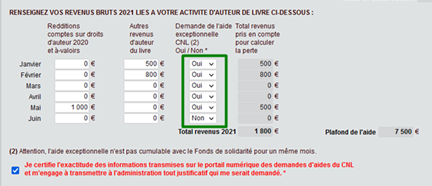 RENSEIGNEZ VOS REVENUS BRUTS 2021 LIES A VOTRE ACTIVITE D'AUTEUR DE LIVRE CI-DESSOUS :
Redditions comptes sur droits d'auteur 2020 et à-valoirs
Autres revenus d'auteur du livre
Demande de l'aide exceptionnelle CNL (2) Oui / Non *
Total revenus pris en compte pour calculer la perte
Janvier 0 € 500 € Oui 500 €
Février 0 € 800 € Oui 800 €
Mars 0 € 0 € Oui 0 €
Avril 0 € 0 € Oui 0 €
Mai 1 000 € 0 € Oui 500 €
Juin 0 € 0 € Non 0 €
Total revenus 2021 1 800 € Plafond de l'aide 7 500 €
(2) Attention, l'aide exceptionnelle n'est pas cumulable avec le Fonds de solidarité pour un même mois.
Je certifie l'exactitude des informations transmises sur le portail numérique des demandes d'aides du CNL
et m'engage à transmettre à l'administration tout justificatif qui me serait demandé. *